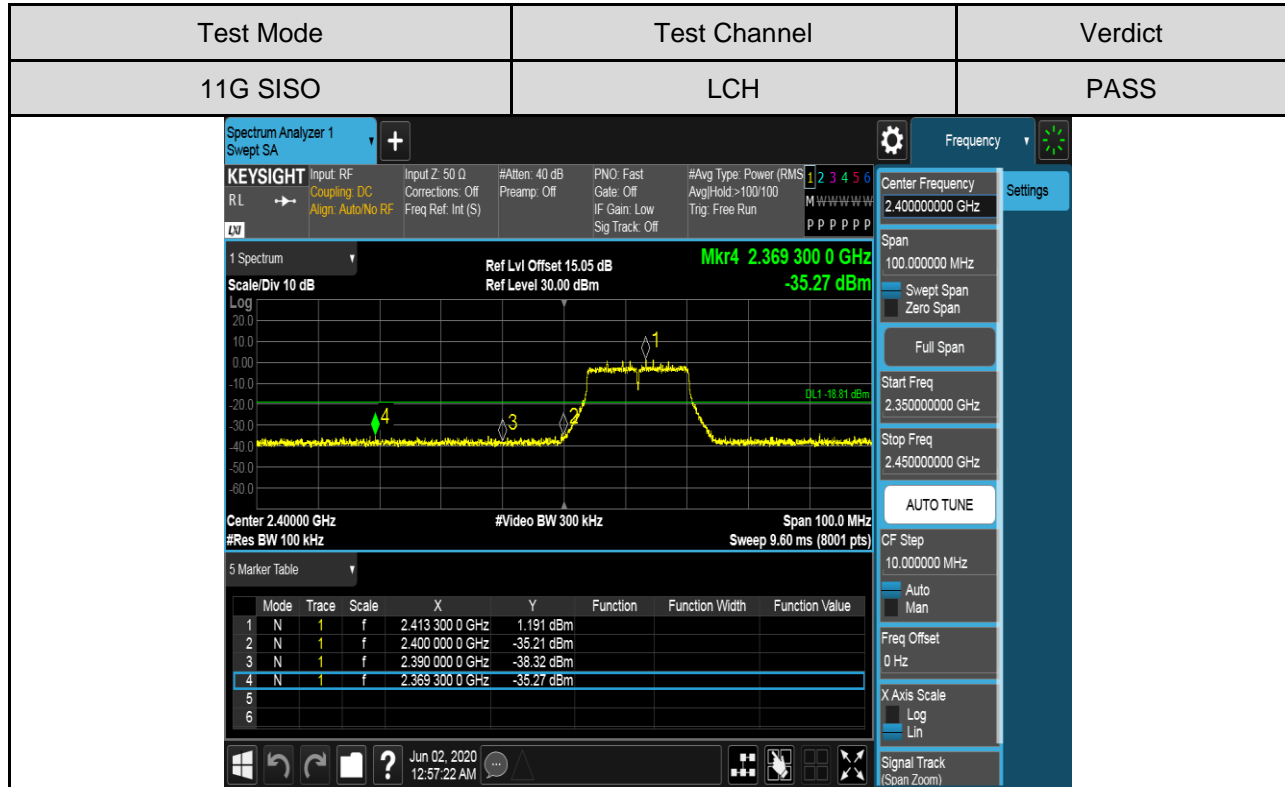 Test Mode Test Channel Verdict
11G SISO LCH PASS
Spectrum Analyzer 1
Swept SA
+
Frequency
KEYSIGHT Input: RF Input Z: 50 Ω #Atten: 40 dB PNO: Fast #Avg Type: Power (RMS 1 2 3 4 5 6
RL Coupling: DC Corrections: Off Preamp: Off Gate: Off Avg|Hold:>100/100 M W W W W W
Align: Auto/No RF Freq Ref: Int (S) IF Gain: Low Trig: Free Run
LXI Sig Track: Off P P P P P P
Center Frequency
2.400000000 GHz
Settings
1 Spectrum
Ref Lvl Offset 15.05 dB Mkr4 2.369 300 0 GHz
Scale/Div 10 dB Ref Level 30.00 dBm -35.27 dBm
Log
20.0
10.0
0.00
-10.0
-20.0
-30.0
-40.0
-50.0
-60.0
1
DL1 -18.81 dBm
4 3 2
Center 2.40000 GHz #Video BW 300 kHz Span 100.0 MHz
#Res BW 100 kHz Sweep 9.60 ms (8001 pts)
Span
100.000000 MHz
Swept Span
Zero Span
Full Span
Start Freq
2.350000000 GHz
Stop Freq
2.450000000 GHz
AUTO TUNE
CF Step
10.000000 MHz
Auto
Man
Freq Offset
0 Hz
X Axis Scale
Log
Lin
Signal Track
(Span Zoom)
5 Marker Table
Mode Trace Scale X Y Function Function Width Function Value
1 N 1 f 2.413 300 0 GHz 1.191 dBm
2 N 1 f 2.400 000 0 GHz -35.21 dBm
3 N 1 f 2.390 000 0 GHz -38.32 dBm
4 N 1 f 2.369 300 0 GHz -35.27 dBm
5
6
? Jun 02, 2020
12:57:22 AM